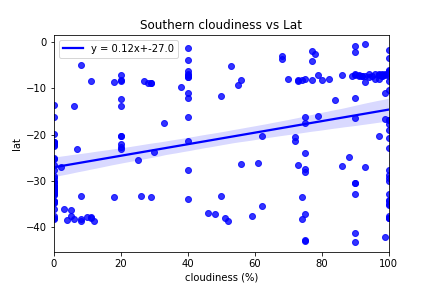 Southern cloudiness vs Lat
y = 0.12x+-27.0
0
−10
−20
−30
−40
lat
0
20
40
60
80
100
cloudiness (%)